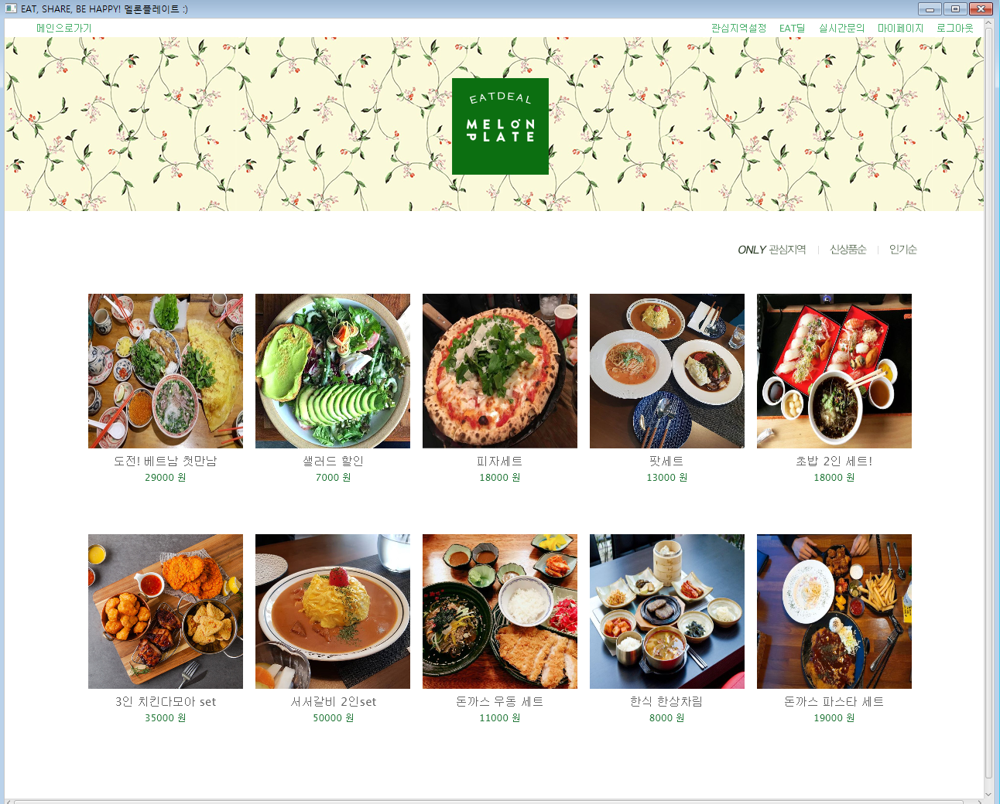 EAT, SHARE, BE HAPPY! 멜론플레이트 :)
메인으로가기 관심지역설정 EAT딜 실시간문의 마이페이지 로그아웃
EATDEAL
MELON
PLATE
ONLY 관심지역 | 신상품순 | 인기순
도전! 베트남 첫만남 샐러드 할인 피자세트 팟세트 초밥 2인 세트!
29000 원 7000 원 18000 원 13000 원 18000 원
3인 치킨다모아 set 서서갈비 2인set 돈까스 우동 세트 한식 한상차림 돈까스 파스타 세트
35000 원 50000 원 11000 원 8000 원 19000 원